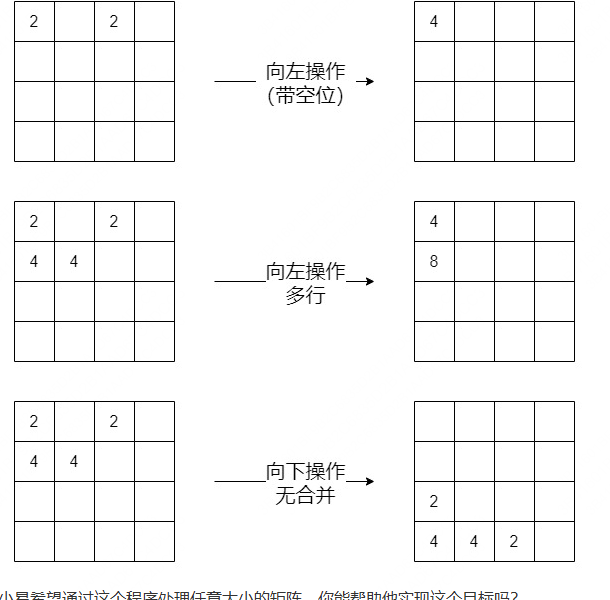 2 2 4
向左操作
（带空位）
2 2 4
4 4 8
向左操作
多行
2 2
4 4
向下操作
无合并
2
4 4 2
小易希望通过这个程序处理任意大小的矩阵，你能帮助他实现这个目标吗?